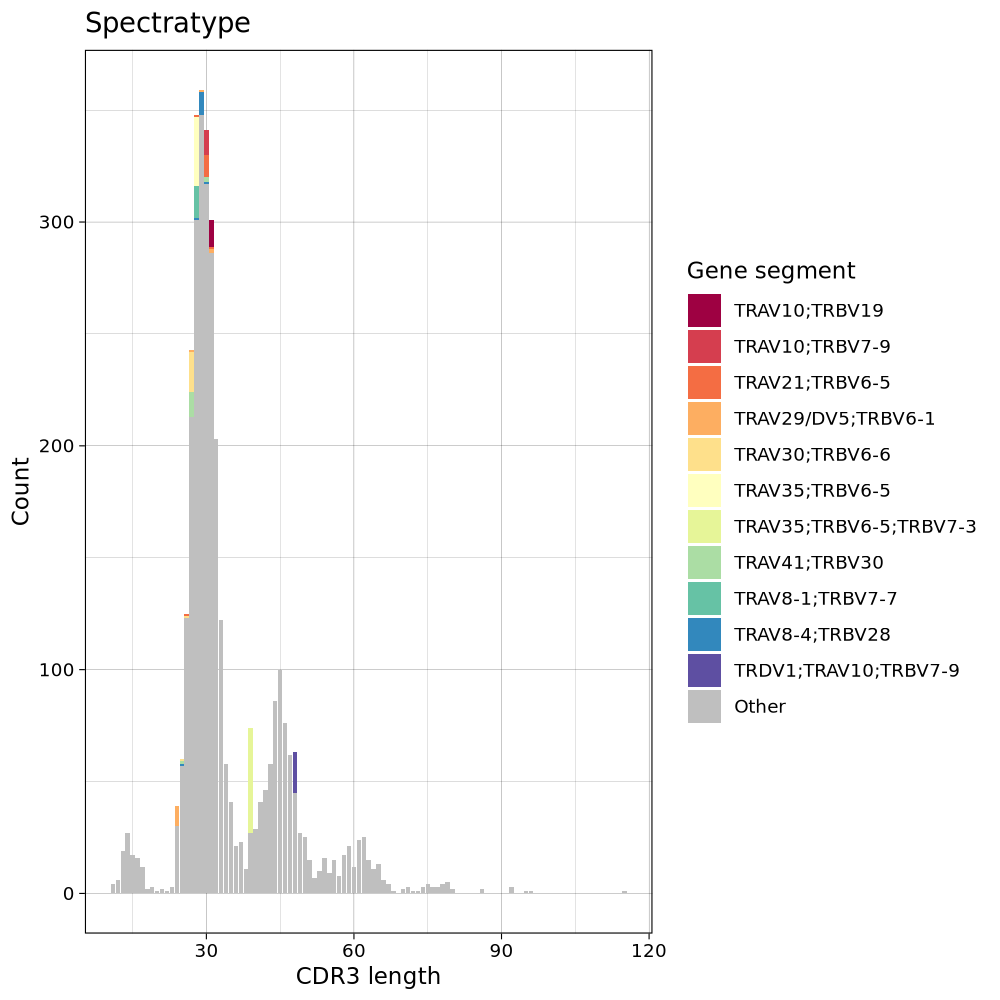 Spectratype
300
200
100
0
Count
30
60
90
120
CDR3 length
Gene segment
TRAV10;TRBV19
TRAV10;TRBV7-9
TRAV21;TRBV6-5
TRAV29/DV5;TRBV6-1
TRAV30;TRBV6-6
TRAV35;TRBV6-5
TRAV35;TRBV6-5;TRBV7-3
TRAV41;TRBV30
TRAV8-1;TRBV7-7
TRAV8-4;TRBV28
TRDV1;TRAV10;TRBV7-9
Other